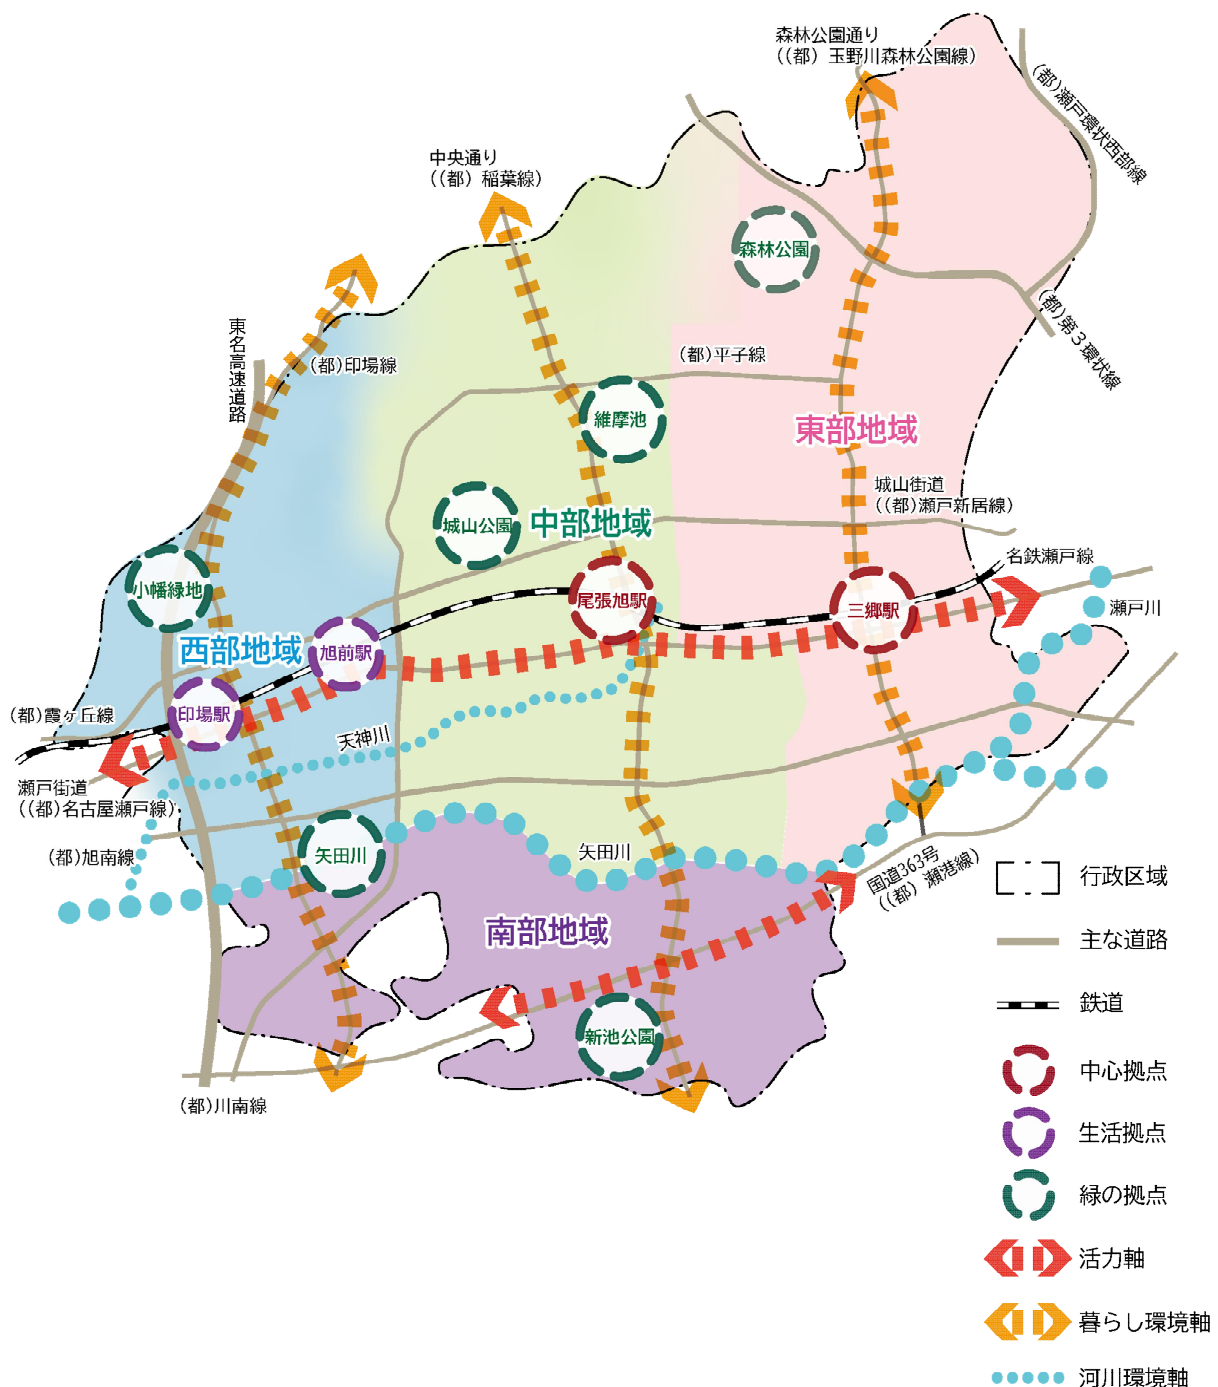 森林公園通り
((都) 玉野川森林公園線)
(都)瀬戸環状西部線
中央通り
((都) 稲葉線)
森林公園
(都)第3環状線
東名高速道路
(都)印場線
(都)平子線
維摩池
東部地域
城山街道
((都)瀬戸新居線)
城山公園
中部地域
名鉄瀬戸線
小幡緑地
尾張旭駅
三郷駅
瀬戸川
西部地域
旭前駅
印場駅
(都)霞ヶ丘線
天神川
瀬戸街道
((都)名古屋瀬戸線)
(都)旭南線
矢田川
矢田川
国道363号
((都) 瀬港線)
南部地域
新池公園
(都)川南線
行政区域
主な道路
鉄道
中心拠点
生活拠点
緑の拠点
活力軸
暮らし環境軸
河川環境軸